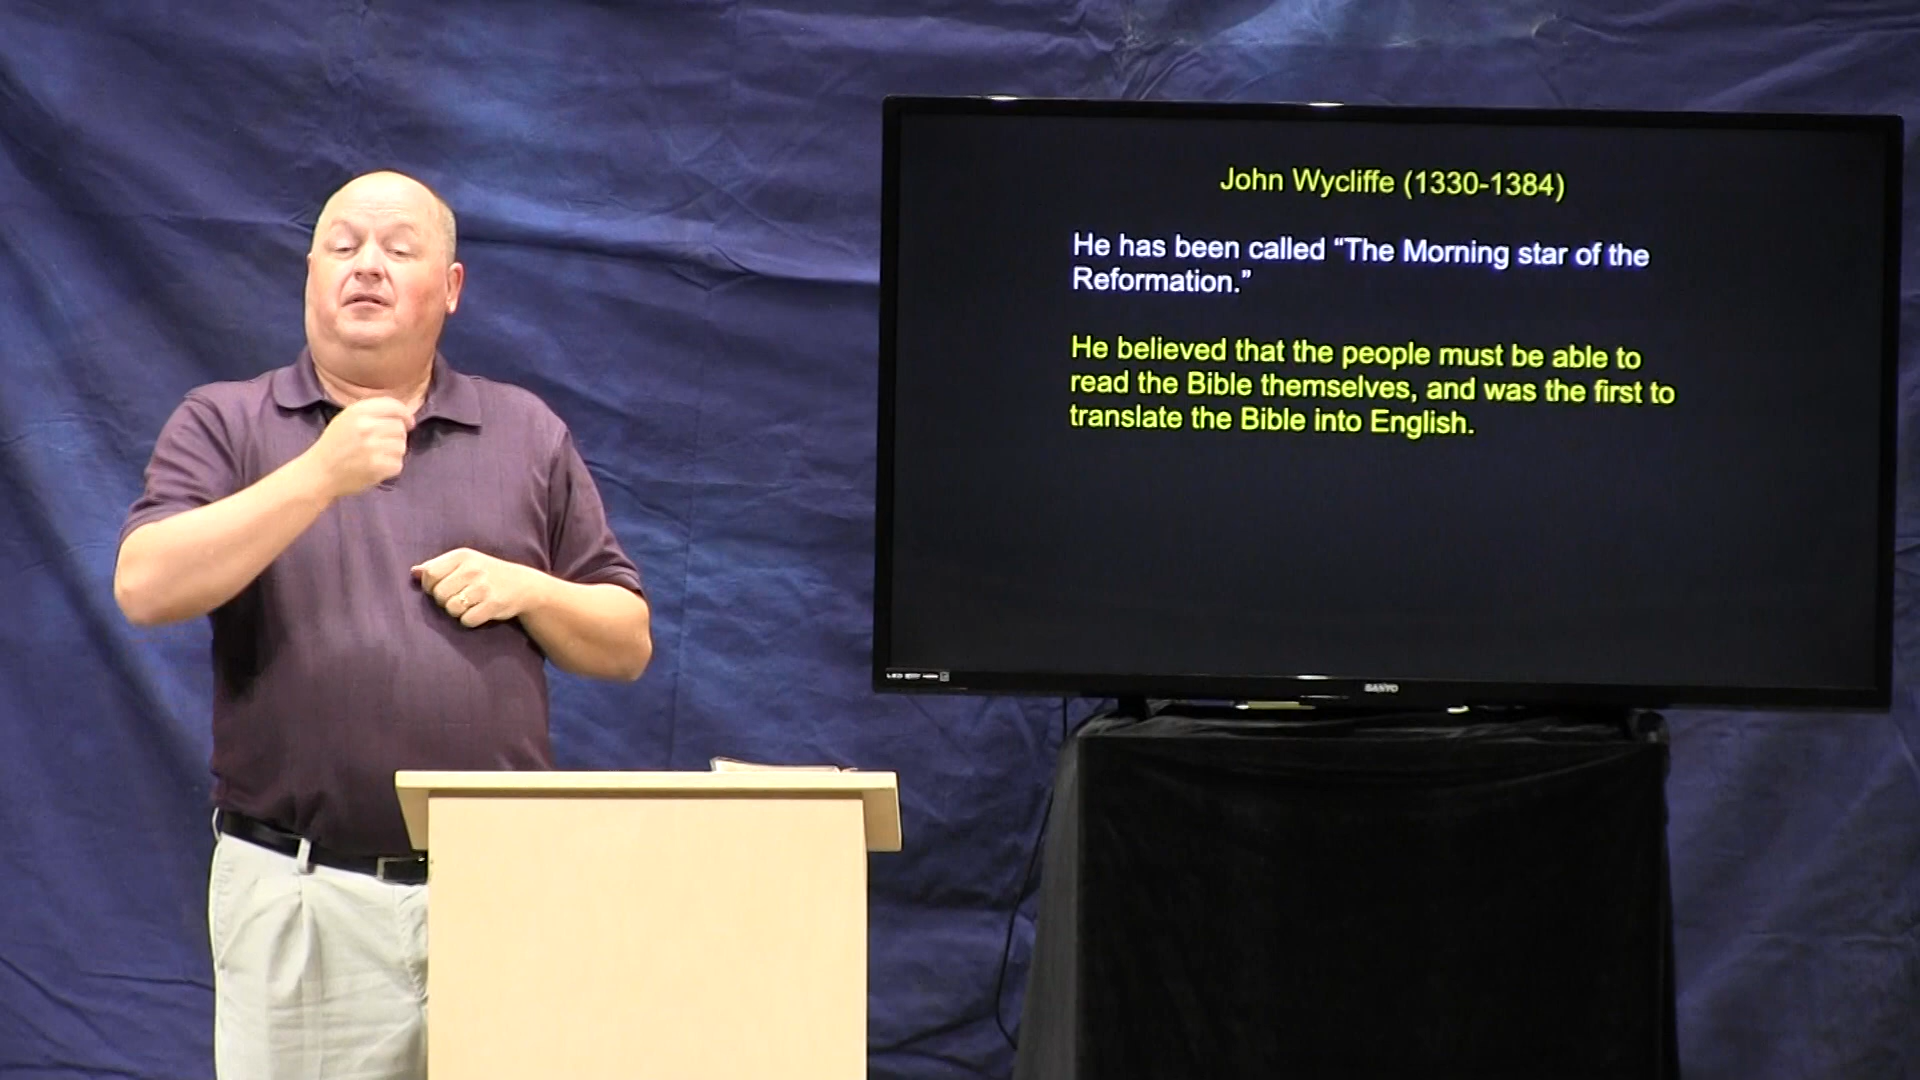 John Wycliffe (1330-1384)
He has been called “The Morning star of the
Reformation.”
He believed that the people must be able to
read the Bible themselves, and was the first to
translate the Bible into English.
SANYO